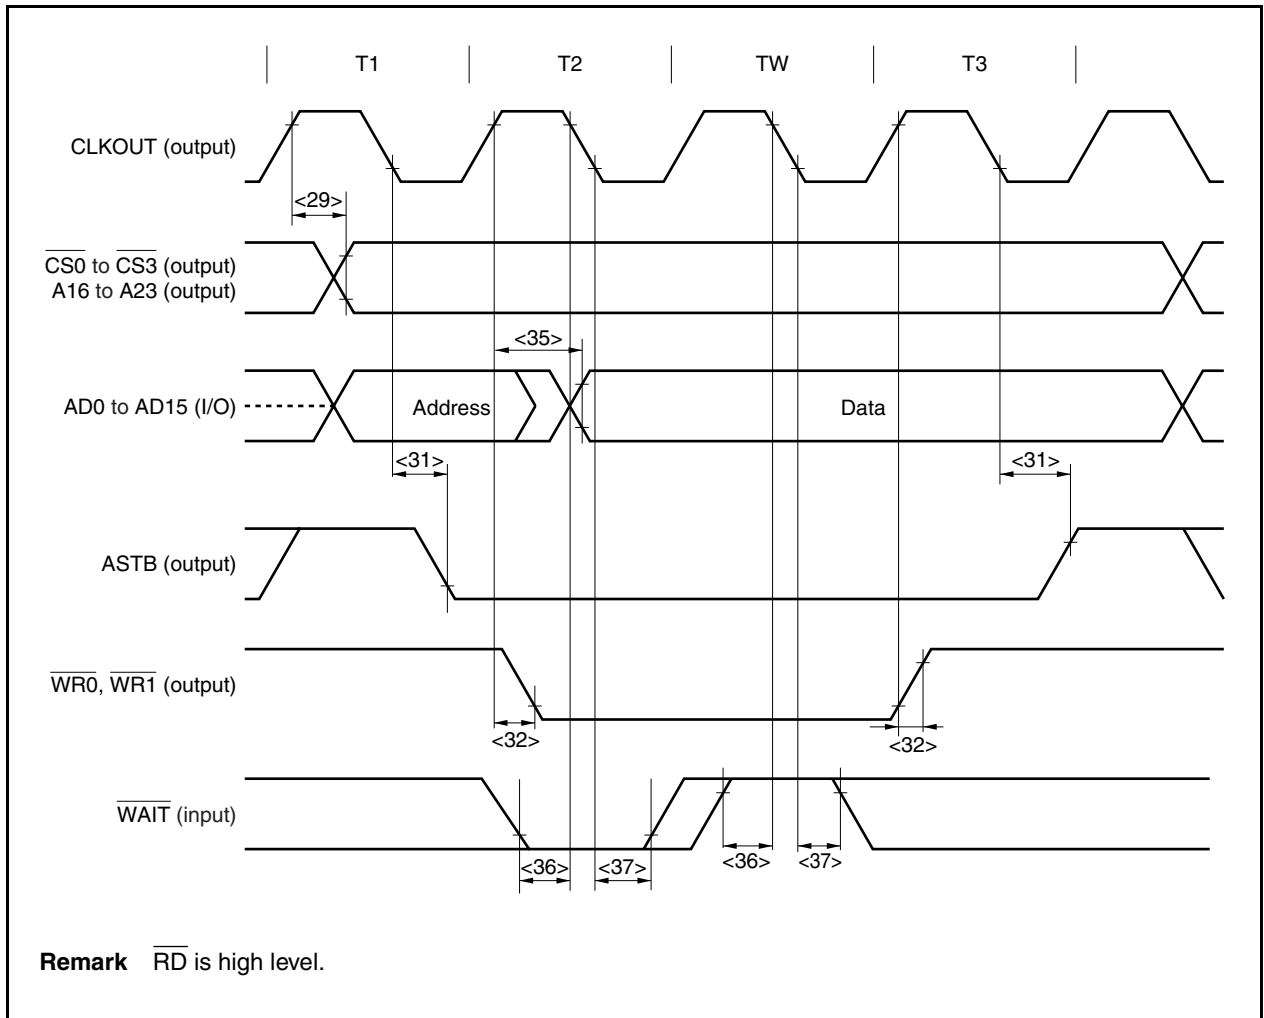 T1 T2 TW T3
CLKOUT (output)
<29>
CS0 to CS3 (output)
A16 to A23 (output)
<35>
AD0 to AD15 (I/O) Address Data
<31> <31>
ASTB (output)
WR0, WR1 (output)
<32> <32>
WAIT (input)
<36> <37> <36> <37>
Remark RD is high level.